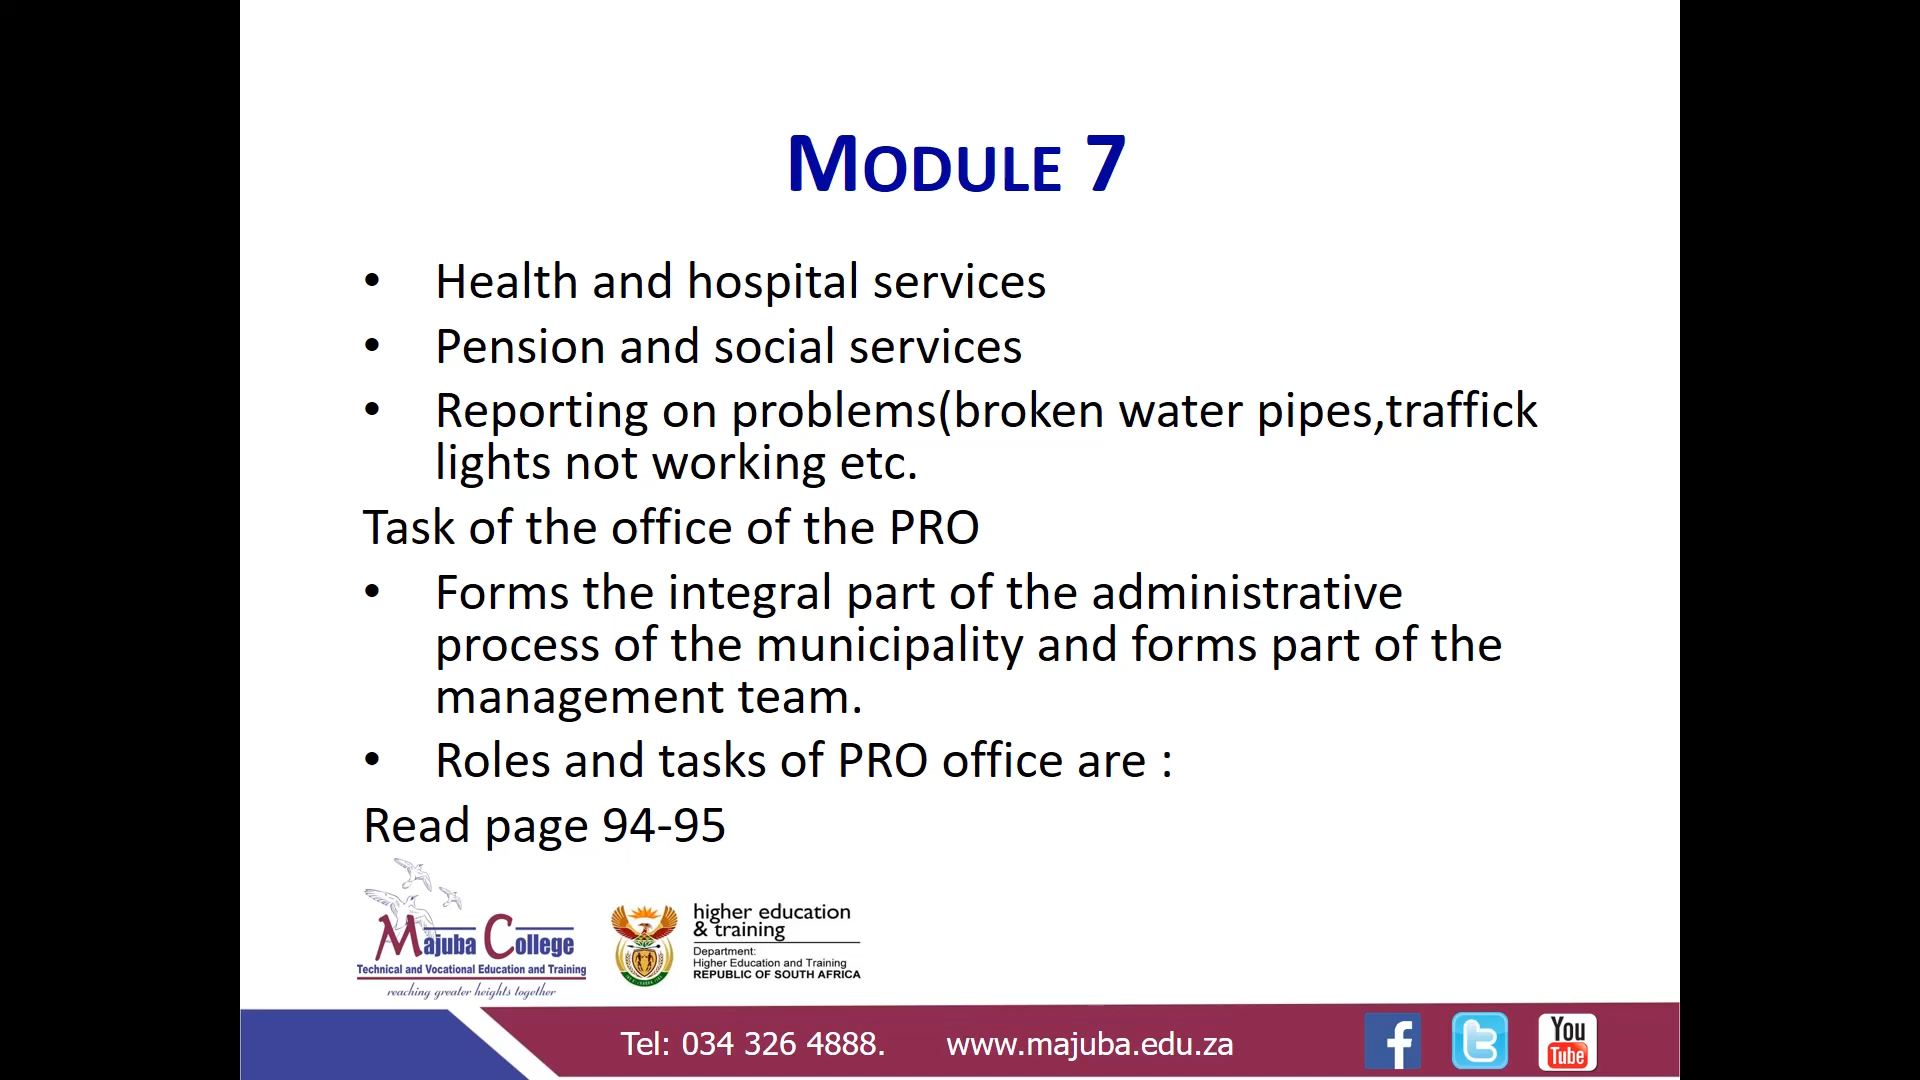 MODULE 7
• Health and hospital services
• Pension and social services
• Reporting on problems(broken water pipes,traffick
lights not working etc.
Task of the office of the PRO
• Forms the integral part of the administrative
process of the municipality and forms part of the
management team.
• Roles and tasks of PRO office are :
Read page 94-95
Majuba College
Technical and Vocational Education and Training
reaching greater heights together
higher education
& training
Department:
Higher Education and Training
REPUBLIC OF SOUTH AFRICA
Tel: 034 326 4888. www.majuba.edu.za
You
Tube